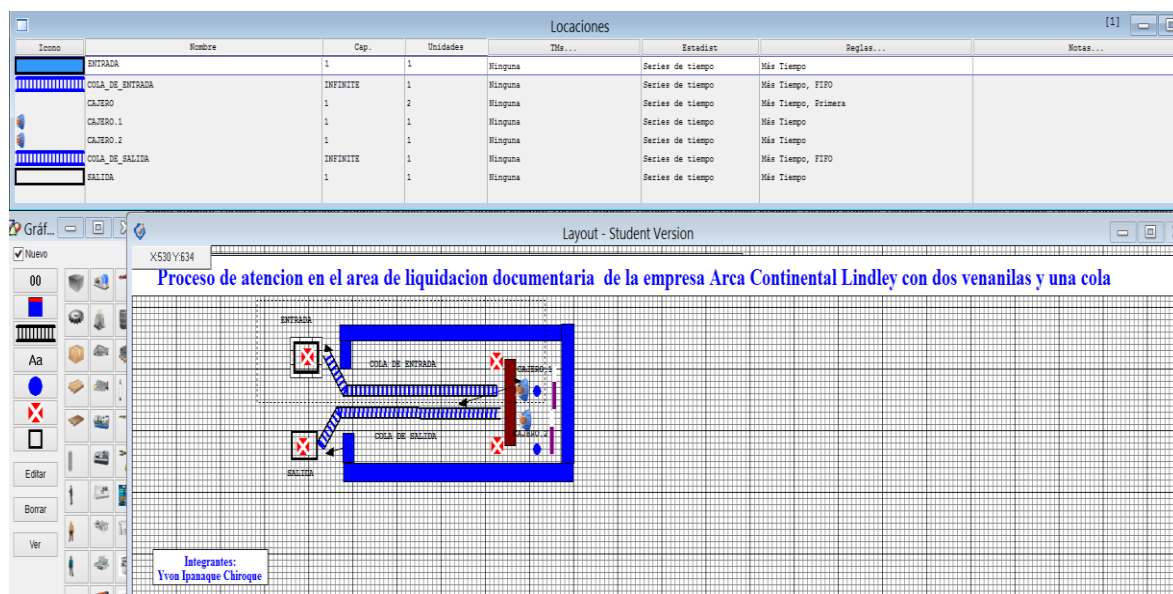 Locaciones
[1]
Icono Nombre Cap. Unidades TMs... Estadist Reglas... Notas...
ENTRADA 1 1 Ninguna Series de tiempo Más Tiempo
COLA_DE_ENTRADA INFINITE 1 Ninguna Series de tiempo Más Tiempo, FIFO
CAJERO 1 2 Ninguna Series de tiempo Más Tiempo, Primera
CAJERO.1 1 1 Ninguna Series de tiempo Más Tiempo
CAJERO.2 1 1 Ninguna Series de tiempo Más Tiempo
COLA_DE_SALIDA INFINITE 1 Ninguna Series de tiempo Más Tiempo, FIFO
SALIDA 1 1 Ninguna Series de tiempo Más Tiempo
Gráf...
Nuevo
00
Aa
Editar
Borrar
Ver
Layout - Student Version
X:530 Y:634
Proceso de atencion en el area de liquidacion documentaria de la empresa Arca Continental Lindley con dos venanilas y una cola
ENTRADA
COLA DE ENTRADA
CAJERO.1
COLA DE SALIDA
CAJERO.2
SALIDA
Integrantes:
Yvon Ipanaque Chiroque